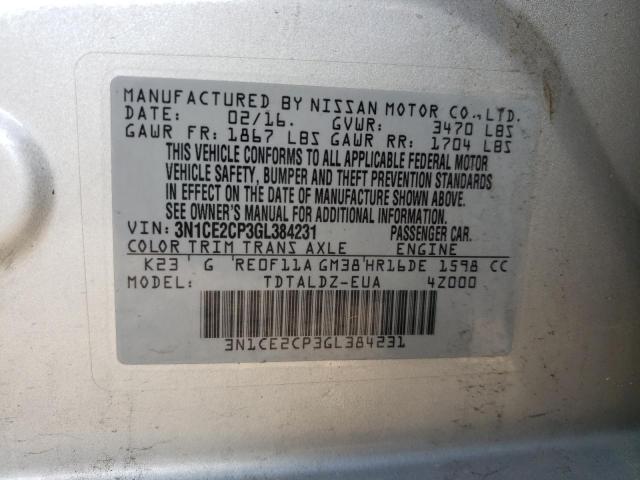 MANUFACTURED BY NISSAN MOTOR CO.,LTD.
DATE: 02/16. GVWR: 3470 LBS
GAWR FR: 1867 LBS GAWR RR: 1704 LBS
THIS VEHICLE CONFORMS TO ALL APPLICABLE FEDERAL MOTOR
VEHICLE SAFETY, BUMPER AND THEFT PREVENTION STANDARDS
IN EFFECT ON THE DATE OF MANUFACTURE SHOWN ABOVE.
SEE OWNER'S MANUAL FOR ADDITIONAL INFORMATION.
VIN: 3N1CE2CP3GL384231 PASSENGER CAR.
COLOR TRIM TRANS AXLE ENGINE
K23 G RE0F11A GM38 HR16DE 1598 CC
MODEL: TDTALDZ-EUA 4Z000
3N1CE2CP3GL384231